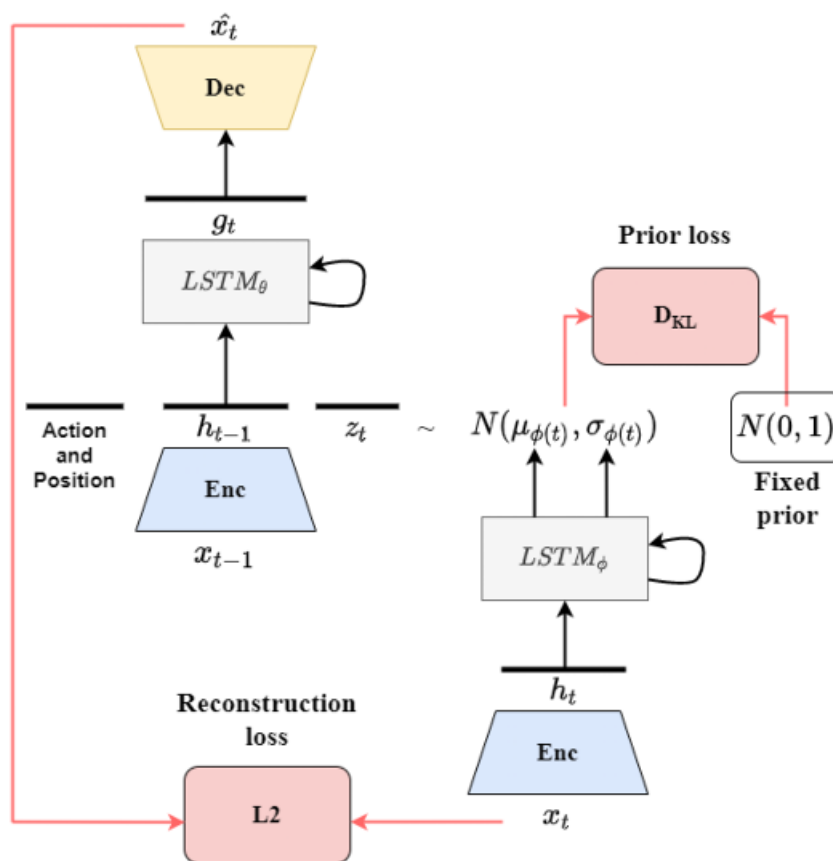 x̂_t
Dec
g_t
LSTM_θ
Prior loss
D_KL
Action
and
Position
h_{t−1}
z_t
~
N(μ_{ϕ(t)}, σ_{ϕ(t)})
N(0, 1)
Fixed
prior
Enc
x_{t−1}
LSTM_ϕ
h_t
Reconstruction
loss
Enc
L2
x_t